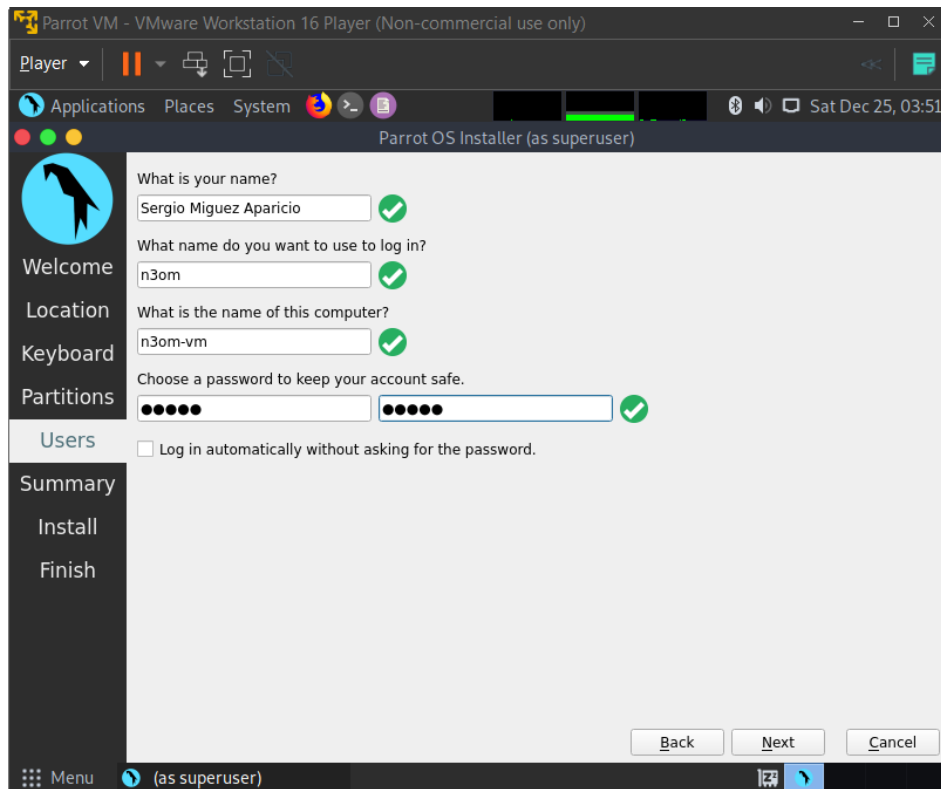 Parrot VM - VMware Workstation 16 Player (Non-commercial use only)
Player
Applications Places System Sat Dec 25, 03:51
Parrot OS Installer (as superuser)
What is your name?
Sergio Miguez Aparicio
What name do you want to use to log in?
n3om
What is the name of this computer?
n3om-vm
Choose a password to keep your account safe.
●●●●● ●●●●●
Log in automatically without asking for the password.
Welcome
Location
Keyboard
Partitions
Users
Summary
Install
Finish
Back Next Cancel
Menu (as superuser)